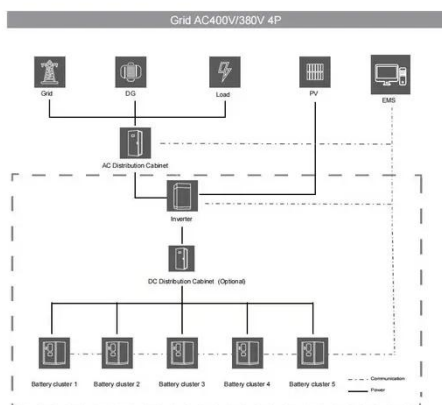 Grid AC400V/380V 4P
Grid
DG
Load
PV
EMS
AC Distribution Cabinet
Inverter
DC Distribution Cabinet (Optional)
Battery cluster 1
Battery cluster 2
Battery cluster 3
Battery cluster 4
Battery cluster 5
Communication
Power